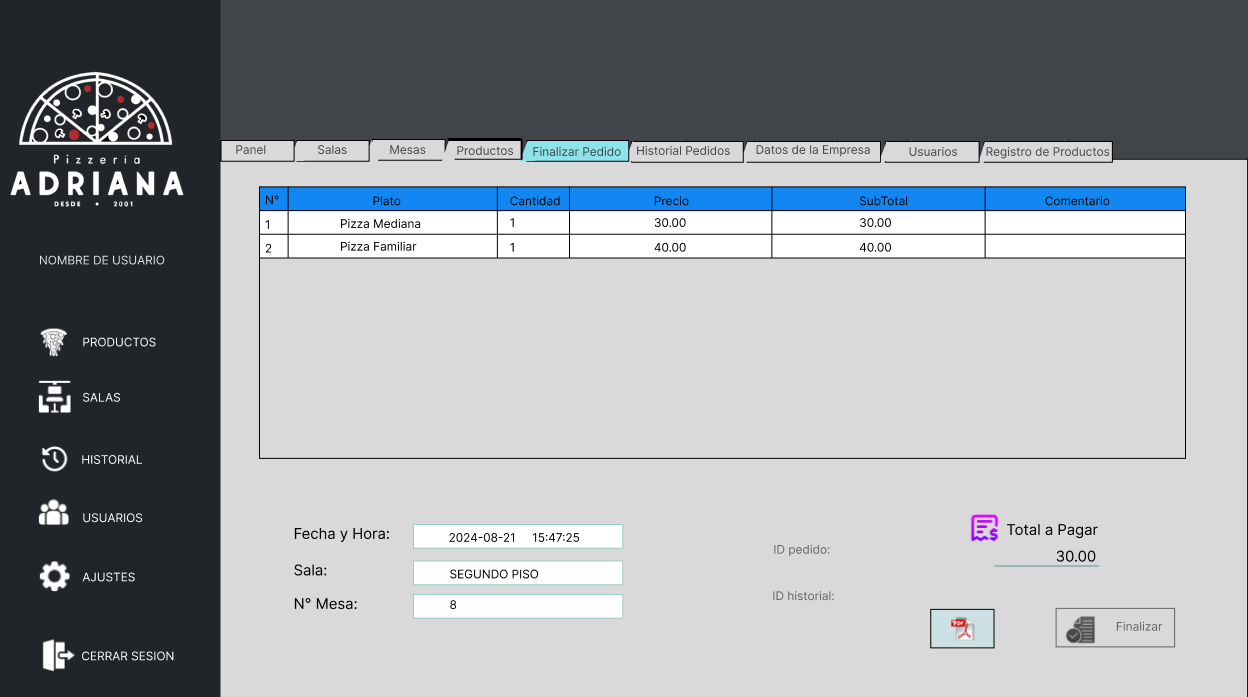 Pizzería
ADRIANA
DESDE • 2001
NOMBRE DE USUARIO
PRODUCTOS
SALAS
HISTORIAL
USUARIOS
AJUSTES
CERRAR SESION
Panel Salas Mesas Productos Finalizar Pedido Historial Pedidos Datos de la Empresa Usuarios Registro de Productos
N° Plato Cantidad Precio SubTotal Comentario
1 Pizza Mediana 1 30.00 30.00
2 Pizza Familiar 1 40.00 40.00
Fecha y Hora: 2024-08-21 15:47:25
Sala: SEGUNDO PISO
N° Mesa: 8
ID pedido:
ID historial:
Total a Pagar
30.00
PDF
Finalizar